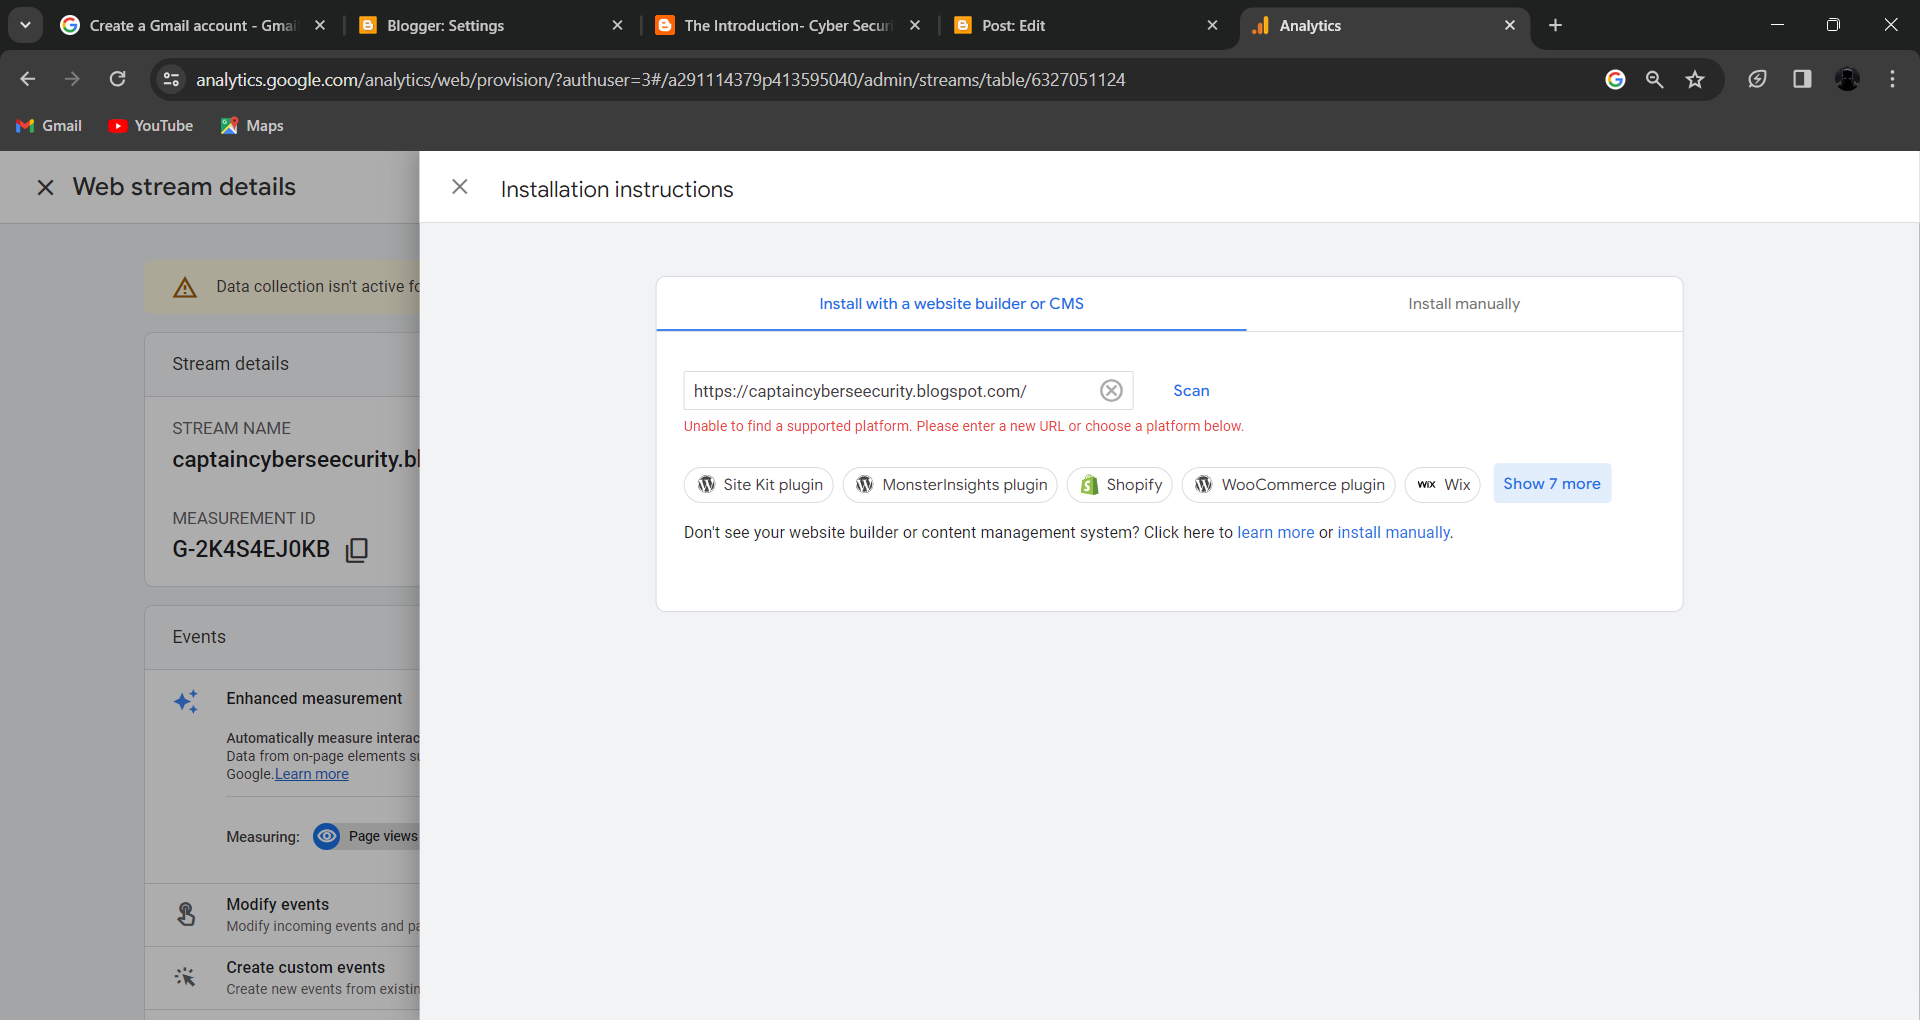 Create a Gmail account - Gmai
Blogger: Settings
The Introduction- Cyber Securi
Post: Edit
Analytics
analytics.google.com/analytics/web/provision/?authuser=3#/a291114379p413595040/admin/streams/table/6327051124
Gmail
YouTube
Maps
Web stream details
Data collection isn't active fo
Stream details
STREAM NAME
captaincyberseecurity.bl
MEASUREMENT ID
G-2K4S4EJ0KB
Events
Enhanced measurement
Automatically measure interac
Data from on-page elements su
Google.Learn more
Measuring:
Page views
Modify events
Modify incoming events and pa
Create custom events
Create new events from existin
Installation instructions
Install with a website builder or CMS
Install manually
https://captaincyberseecurity.blogspot.com/
Scan
Unable to find a supported platform. Please enter a new URL or choose a platform below.
Site Kit plugin
MonsterInsights plugin
Shopify
WooCommerce plugin
WIX Wix
Show 7 more
Don't see your website builder or content management system? Click here to learn more or install manually.